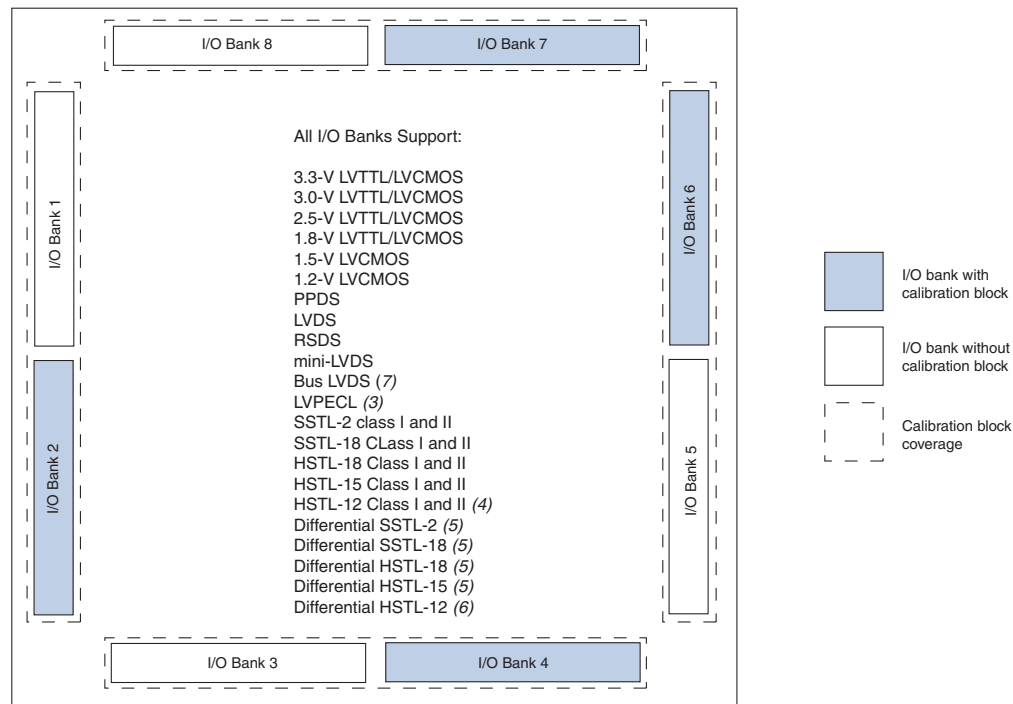 I/O Bank 8
I/O Bank 7
I/O Bank 1
I/O Bank 2
All I/O Banks Support:
3.3-V LVTTL/LVCMOS
3.0-V LVTTL/LVCMOS
2.5-V LVTTL/LVCMOS
1.8-V LVTTL/LVCMOS
1.5-V LVCMOS
1.2-V LVCMOS
PPDS
LVDS
RSDS
mini-LVDS
Bus LVDS (7)
LVPECL (3)
SSTL-2 class I and II
SSTL-18 CLass I and II
HSTL-18 Class I and II
HSTL-15 Class I and II
HSTL-12 Class I and II (4)
Differential SSTL-2 (5)
Differential SSTL-18 (5)
Differential HSTL-18 (5)
Differential HSTL-15 (5)
Differential HSTL-12 (6)
I/O Bank 6
I/O Bank 5
I/O Bank 3
I/O Bank 4
I/O bank with
calibration block
I/O bank without
calibration block
Calibration block
coverage